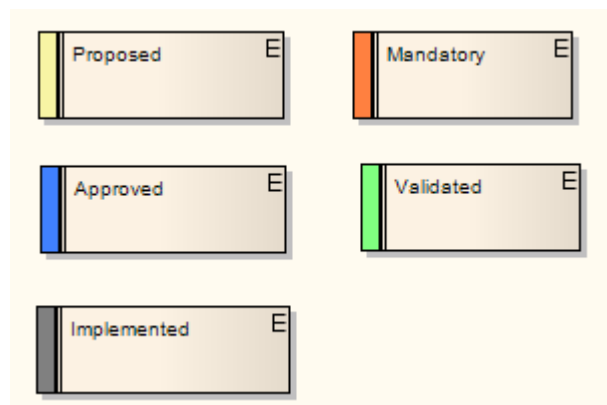 Proposed E
Mandatory E
Approved E
Validated E
Implemented E